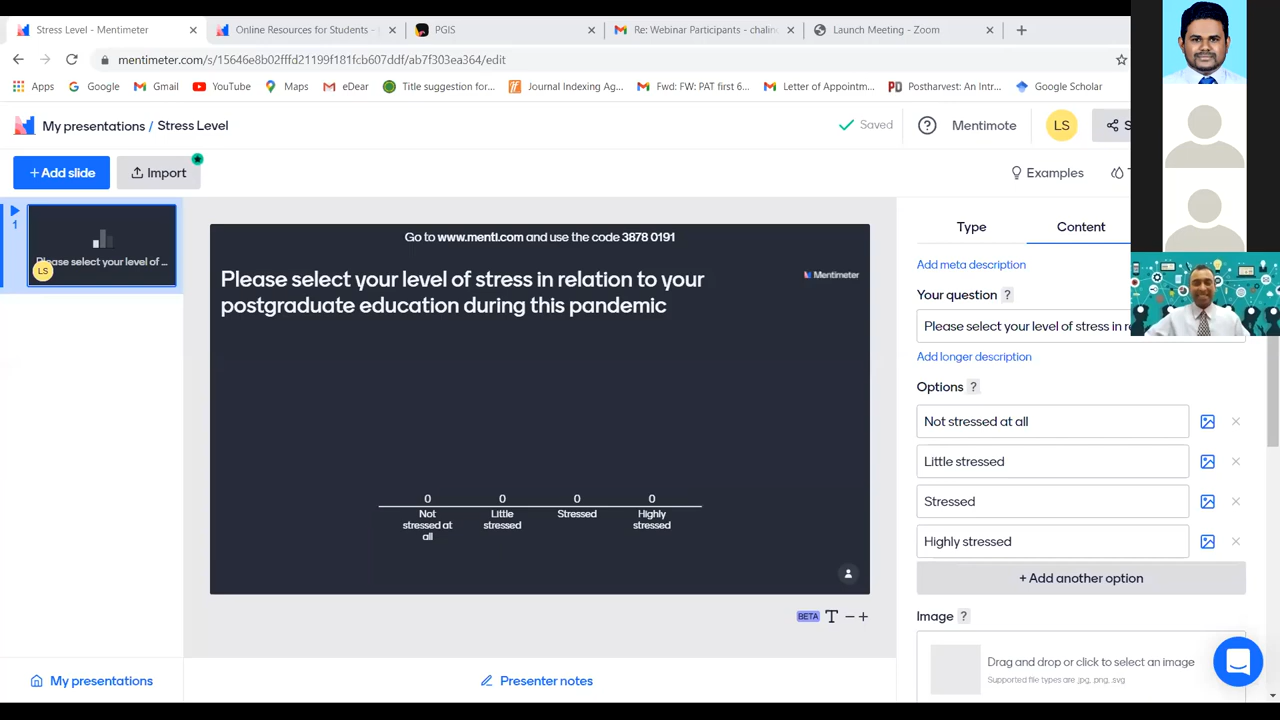 Stress Level - Mentimeter
Online Resources for Students -
PGIS
Re: Webinar Participants - chalin
Launch Meeting - Zoom
mentimeter.com/s/15646e8b02fffd21199f181fcb607ddf/ab7f303ea364/edit
Apps
Google
Gmail
YouTube
Maps
eDear
Title suggestion for...
Journal Indexing Ag...
Fwd: FW: PAT first 6...
Letter of Appointm...
PD Postharvest: An Intr...
Google Scholar
My presentations / Stress Level
Saved
Mentimote
LS
S
+ Add slide
Import
Examples
T
1
Please select your level of ...
LS
Go to www.menti.com and use the code 3878 0191
Please select your level of stress in relation to your
postgraduate education during this pandemic
Mentimeter
0 0 0 0
Not
stressed at
all
Little
stressed
Stressed
Highly
stressed
BETA T
Type
Content
Add meta description
Your question ?
Please select your level of stress in re
Add longer description
Options ?
Not stressed at all
Little stressed
Stressed
Highly stressed
+ Add another option
Image ?
Drag and drop or click to select an image
Supported file types are .jpg, .png, .svg
My presentations
Presenter notes